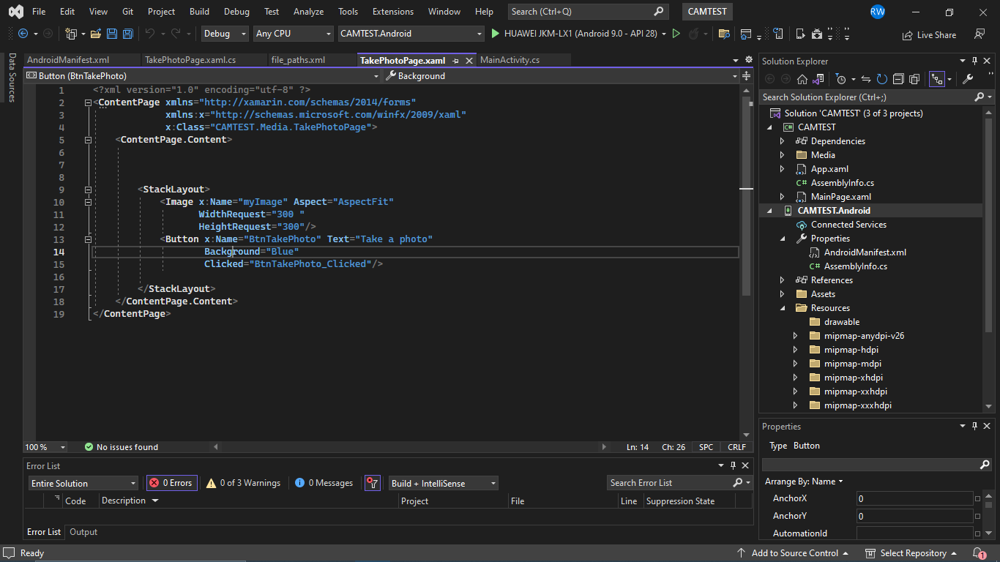 File Edit View Git Project Build Debug Test Analyze Tools Extensions Window Help Search (Ctrl+Q) CAMTEST RW
Debug Any CPU CAMTEST.Android HUAWEI JKM-LX1 (Android 9.0 - API 28) Live Share
Data Sources
AndroidManifest.xml TakePhotoPage.xaml.cs file_paths.xml TakePhotoPage.xaml MainActivity.cs
Button (BtnTakePhoto) Background
1 <?xml version="1.0" encoding="utf-8" ?>
2 <ContentPage xmlns="http://xamarin.com/schemas/2014/forms"
3 xmlns:x="http://schemas.microsoft.com/winfx/2009/xaml"
4 x:Class="CAMTEST.Media.TakePhotoPage">
5 <ContentPage.Content>
6
7
8
9 <StackLayout>
10 <Image x:Name="myImage" Aspect="AspectFit"
11 WidthRequest="300 "
12 HeightRequest="300"/>
13 <Button x:Name="BtnTakePhoto" Text="Take a photo"
14 Background="Blue"
15 Clicked="BtnTakePhoto_Clicked"/>
16
17 </StackLayout>
18 </ContentPage.Content>
19 </ContentPage>
100 % No issues found Ln: 14 Ch: 26 SPC CRLF
Error List
Entire Solution 0 Errors 0 of 3 Warnings 0 Messages Build + IntelliSense Search Error List
Code Description Project File Line Suppression State
Error List Output
Solution Explorer
Search Solution Explorer (Ctrl+;)
Solution 'CAMTEST' (3 of 3 projects)
C# CAMTEST
Dependencies
Media
App.xaml
C# AssemblyInfo.cs
MainPage.xaml
CAMTEST.Android
Connected Services
Properties
AndroidManifest.xml
C# AssemblyInfo.cs
References
Assets
Resources
drawable
mipmap-anydpi-v26
mipmap-hdpi
mipmap-mdpi
mipmap-xhdpi
mipmap-xxhdpi
mipmap-xxxhdpi
Properties
Type Button
Arrange By: Name
AnchorX 0
AnchorY 0
AutomationId
Ready Add to Source Control Select Repository 1